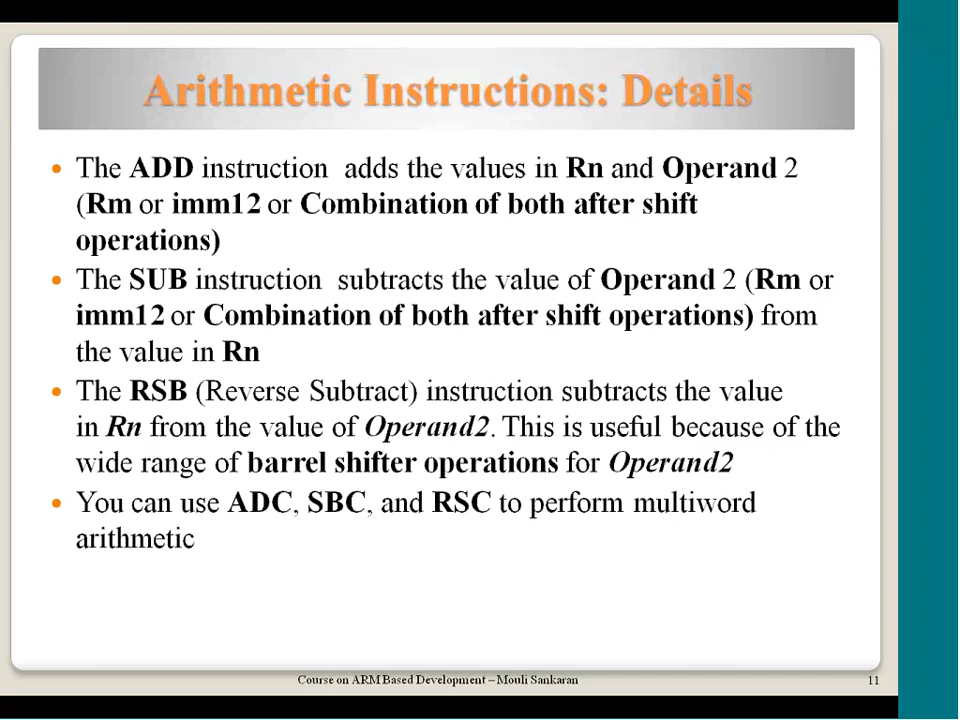 Arithmetic Instructions: Details
• The ADD instruction adds the values in Rn and Operand 2
(Rm or imm12 or Combination of both after shift
operations)
• The SUB instruction subtracts the value of Operand 2 (Rm or
imm12 or Combination of both after shift operations) from
the value in Rn
• The RSB (Reverse Subtract) instruction subtracts the value
in Rn from the value of Operand2. This is useful because of the
wide range of barrel shifter operations for Operand2
• You can use ADC, SBC, and RSC to perform multiword
arithmetic
Course on ARM Based Development – Mouli Sankaran
11